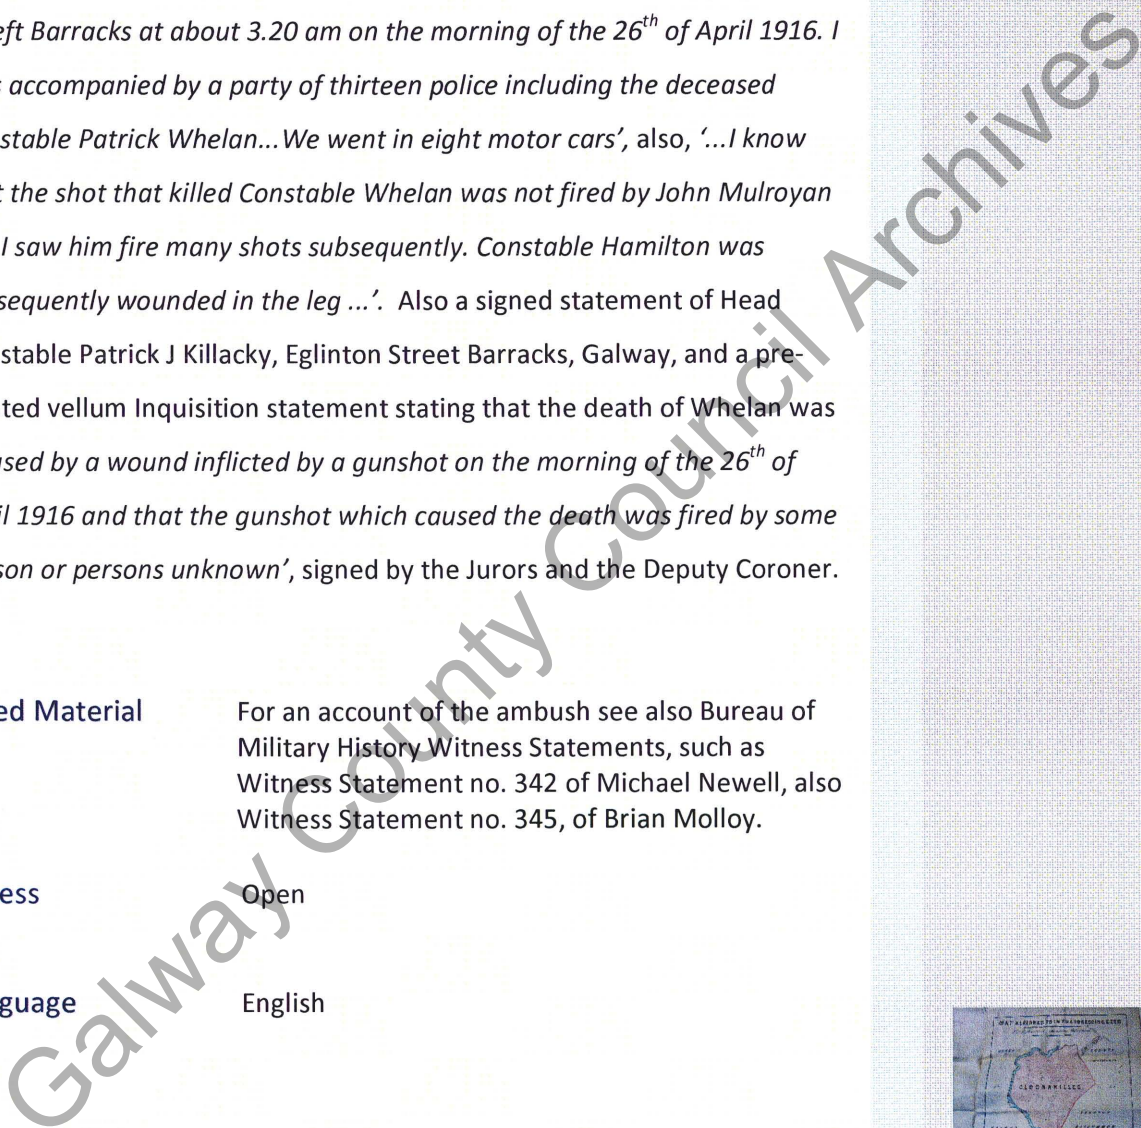 eft Barracks at about 3.20 am on the morning of the 26th of April 1916. I
s accompanied by a party of thirteen police including the deceased
stable Patrick Whelan...We went in eight motor cars', also, '...I know
t the shot that killed Constable Whelan was not fired by John Mulroyan
I saw him fire many shots subsequently. Constable Hamilton was
sequently wounded in the leg ...'. Also a signed statement of Head
stable Patrick J Killacky, Eglinton Street Barracks, Galway, and a pre-
ted vellum Inquisition statement stating that the death of Whelan was
used by a wound inflicted by a gunshot on the morning of the 26th of
il 1916 and that the gunshot which caused the death was fired by some
son or persons unknown', signed by the Jurors and the Deputy Coroner.
ed Material
For an account of the ambush see also Bureau of
Military History Witness Statements, such as
Witness Statement no. 342 of Michael Newell, also
Witness Statement no. 345, of Brian Molloy.
ess
Open
guage
English
Galway County Council Archives